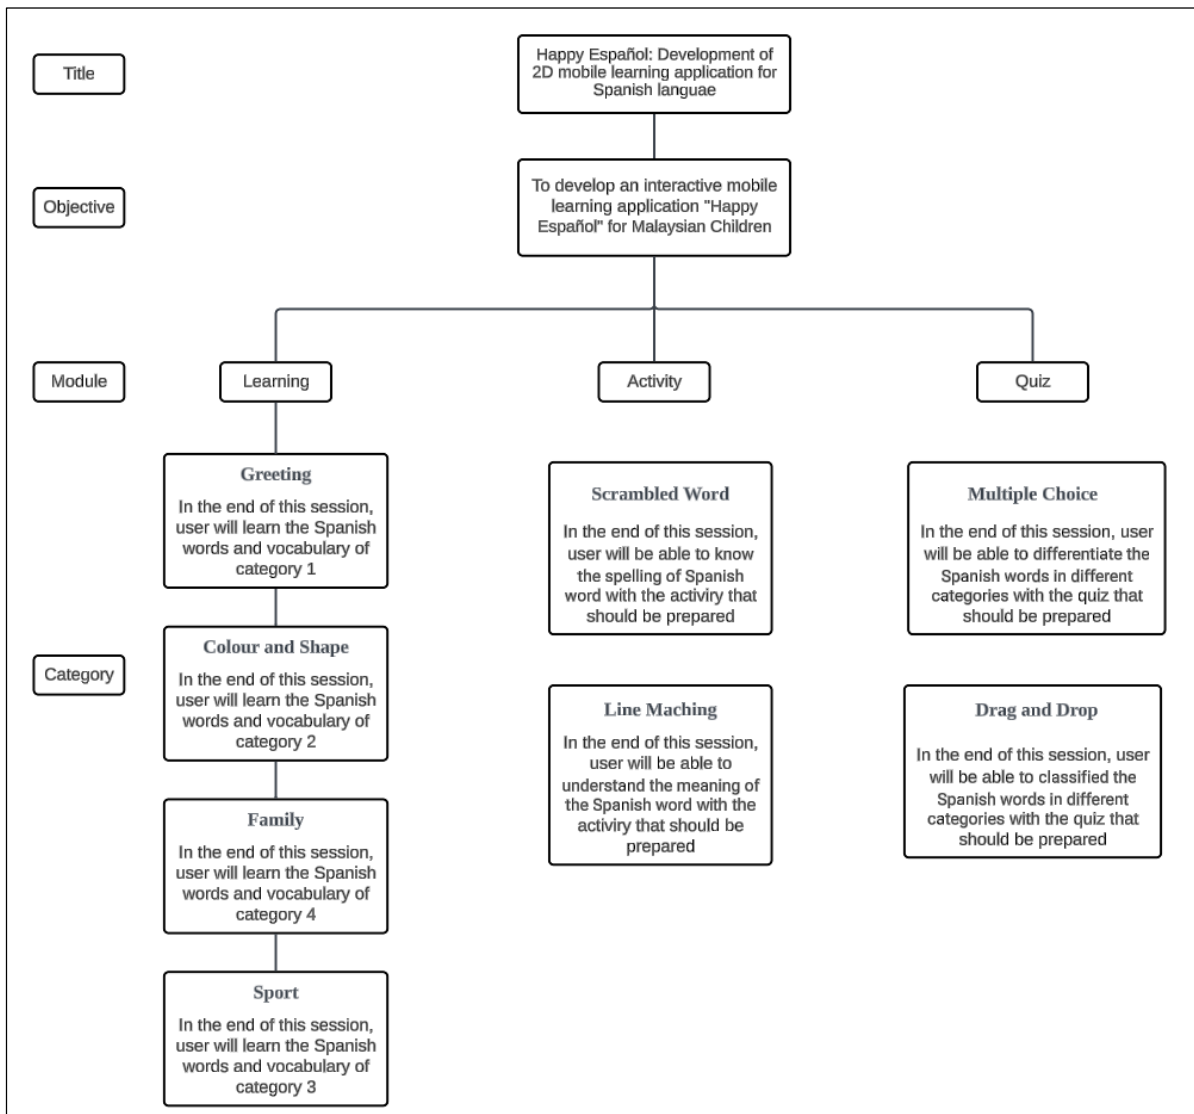 Title
Happy Español: Development of
2D mobile learning application for
Spanish languae
Objective
To develop an interactive mobile
learning application "Happy
Español" for Malaysian Children
Module
Learning
Activity
Quiz
Category
Greeting
In the end of this session,
user will learn the Spanish
words and vocabulary of
category 1
Colour and Shape
In the end of this session,
user will learn the Spanish
words and vocabulary of
category 2
Family
In the end of this session,
user will learn the Spanish
words and vocabulary of
category 4
Sport
In the end of this session,
user will learn the Spanish
words and vocabulary of
category 3
Scrambled Word
In the end of this session,
user will be able to know
the spelling of Spanish
word with the activiry that
should be prepared
Line Maching
In the end of this session,
user will be able to
understand the meaning of
the Spanish word with the
activiry that should be
prepared
Multiple Choice
In the end of this session, user
will be able to differentiate the
Spanish words in different
categories with the quiz that
should be prepared
Drag and Drop
In the end of this session, user
will be able to classified the
Spanish words in different
categories with the quiz that
should be prepared